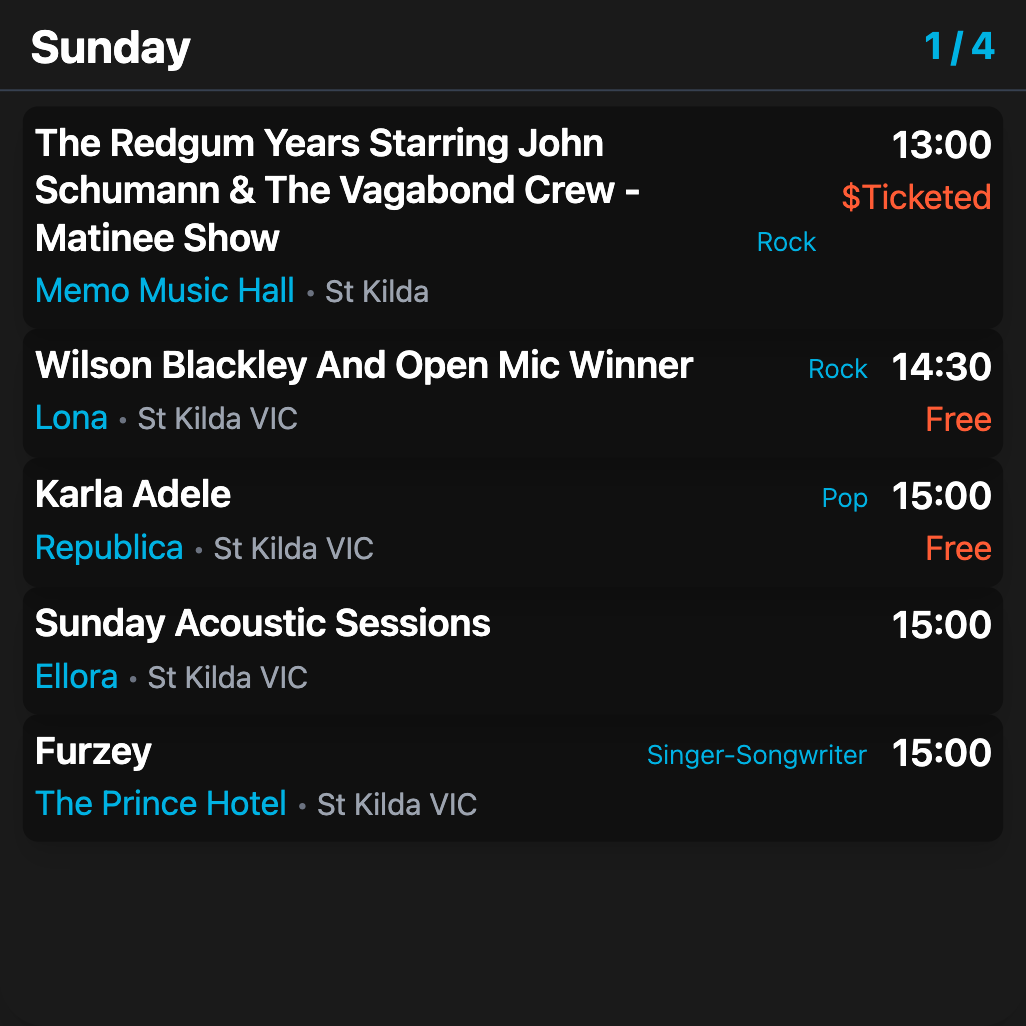 Sunday 1 / 4
The Redgum Years Starring John 13:00
Schumann & The Vagabond Crew - $Ticketed
Matinee Show Rock
Memo Music Hall • St Kilda
Wilson Blackley And Open Mic Winner Rock 14:30
Lona • St Kilda VIC Free
Karla Adele Pop 15:00
Republica • St Kilda VIC Free
Sunday Acoustic Sessions 15:00
Ellora • St Kilda VIC
Furzey Singer-Songwriter 15:00
The Prince Hotel • St Kilda VIC